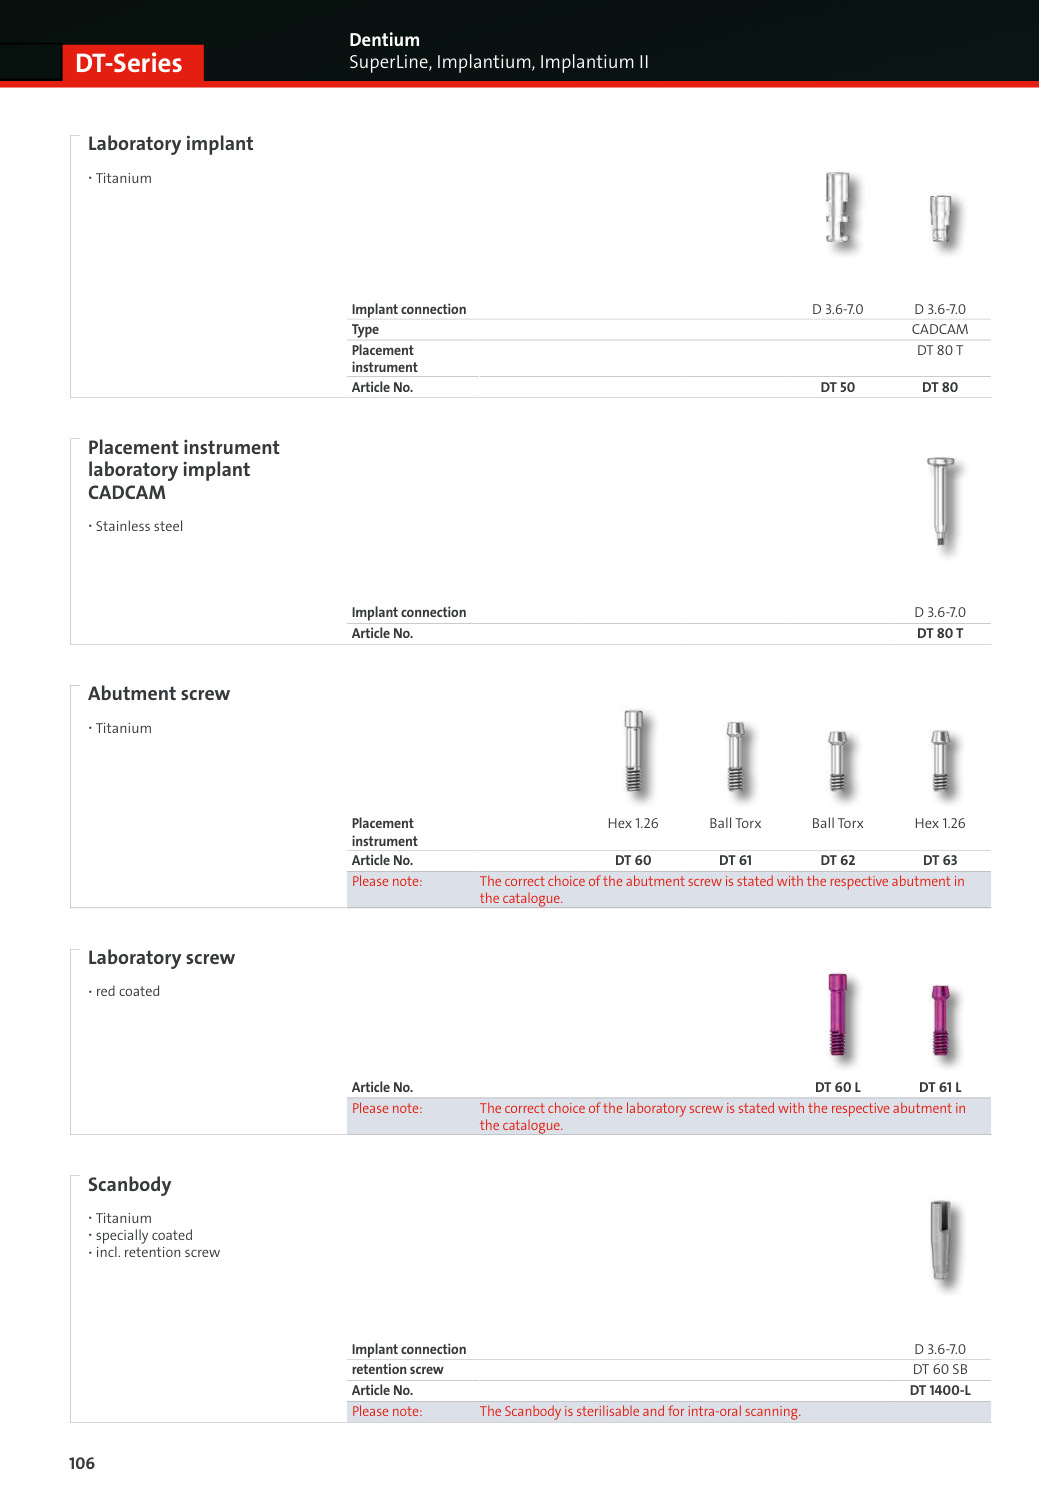 DT-Series
Dentium
SuperLine, Implantium, Implantium II
Laboratory implant
· Titanium
Implant connection D 3.6-7.0 D 3.6-7.0
Type CADCAM
Placement DT 80 T
instrument
Article No. DT 50 DT 80
Placement instrument
laboratory implant
CADCAM
· Stainless steel
Implant connection D 3.6-7.0
Article No. DT 80 T
Abutment screw
· Titanium
Placement Hex 1.26 Ball Torx Ball Torx Hex 1.26
instrument
Article No. DT 60 DT 61 DT 62 DT 63
Please note: The correct choice of the abutment screw is stated with the respective abutment in
the catalogue.
Laboratory screw
· red coated
Article No. DT 60 L DT 61 L
Please note: The correct choice of the laboratory screw is stated with the respective abutment in
the catalogue.
Scanbody
· Titanium
· specially coated
· incl. retention screw
Implant connection D 3.6-7.0
retention screw DT 60 SB
Article No. DT 1400-L
Please note: The Scanbody is sterilisable and for intra-oral scanning.
106